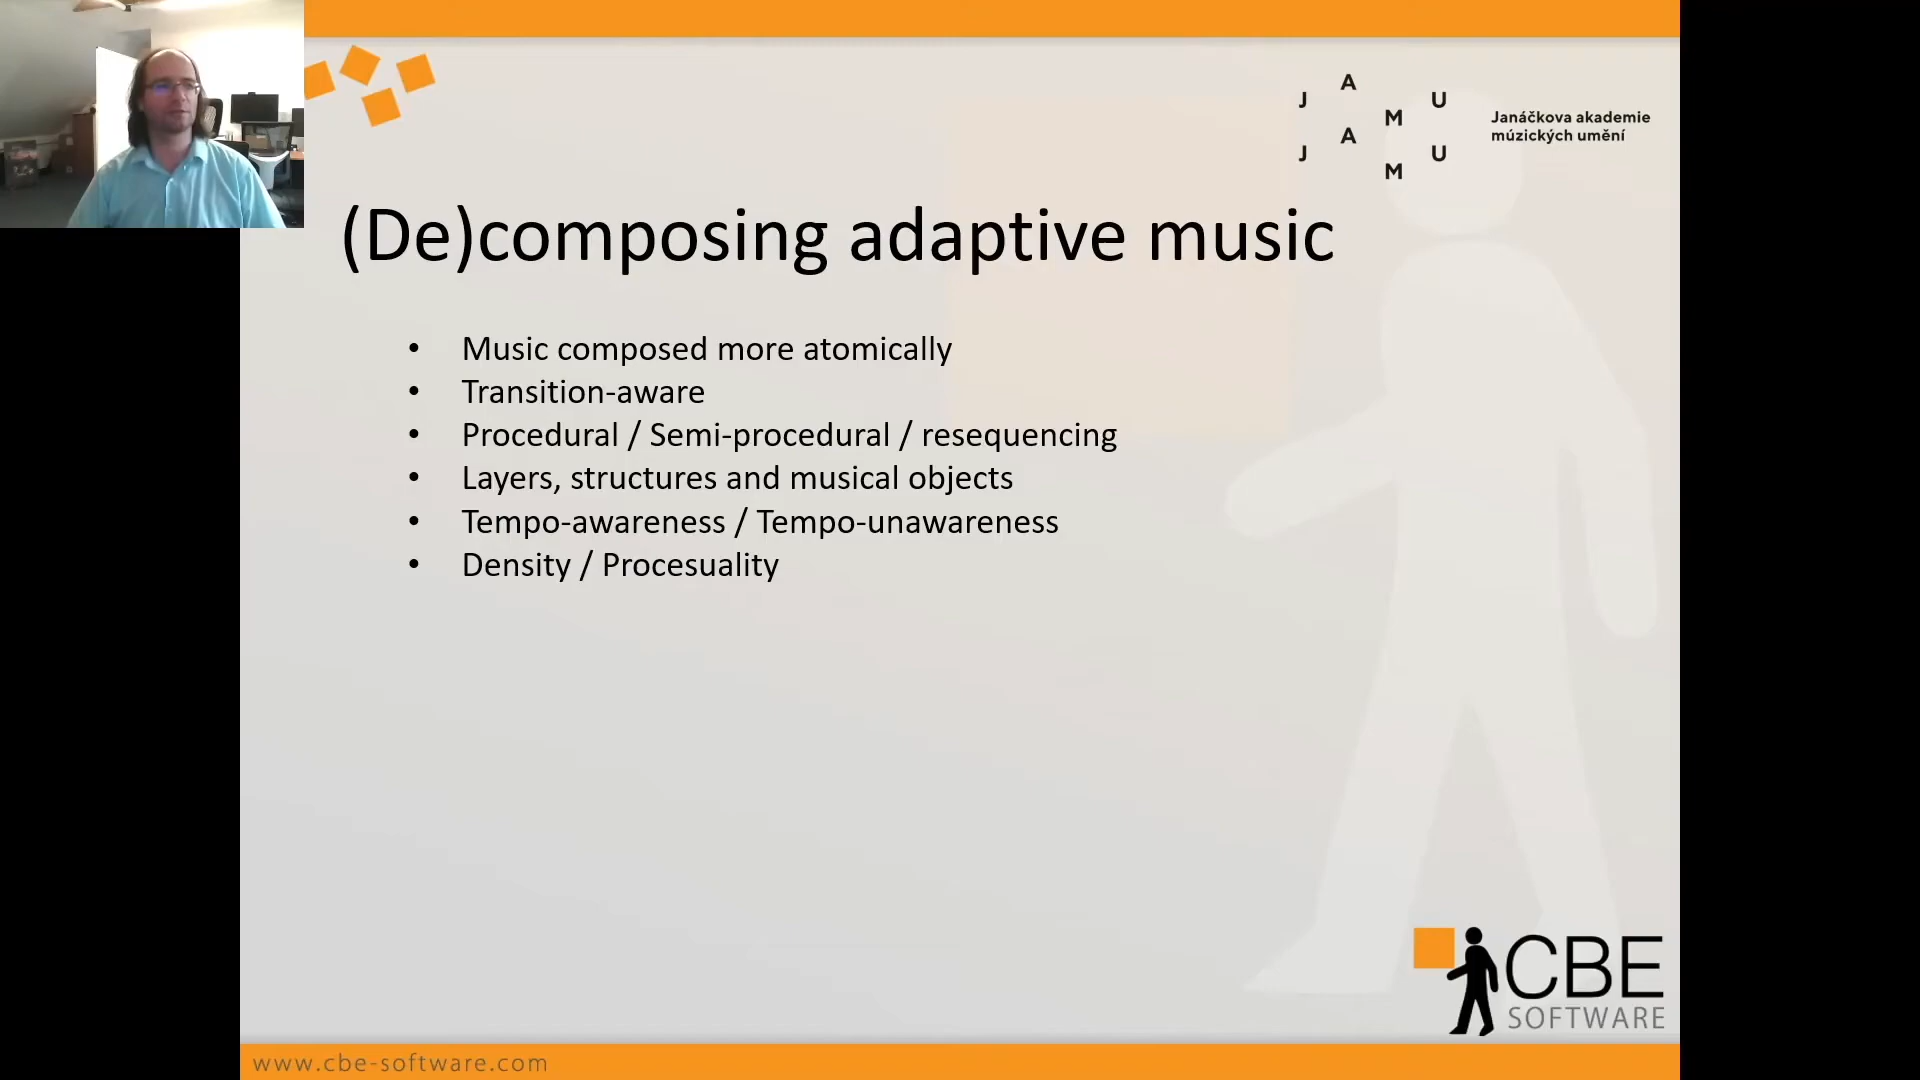 J A M U
J A M U
Janáčkova akademie
múzických umění
(De)composing adaptive music
• Music composed more atomically
• Transition-aware
• Procedural / Semi-procedural / resequencing
• Layers, structures and musical objects
• Tempo-awareness / Tempo-unawareness
• Density / Procesuality
CBE
SOFTWARE
www.cbe-software.com